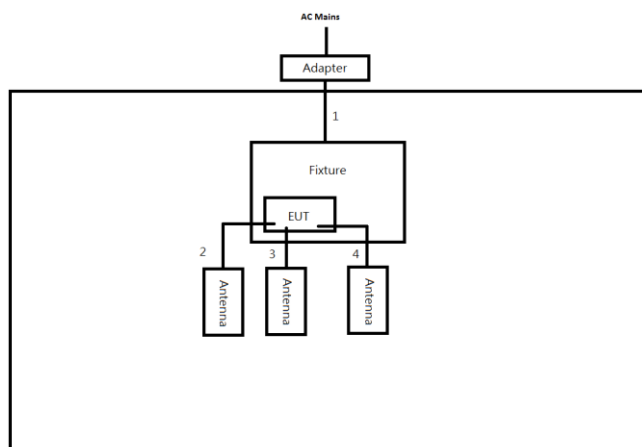 AC Mains
Adapter
1
Fixture
EUT
2
3
4
Antenna
Antenna
Antenna